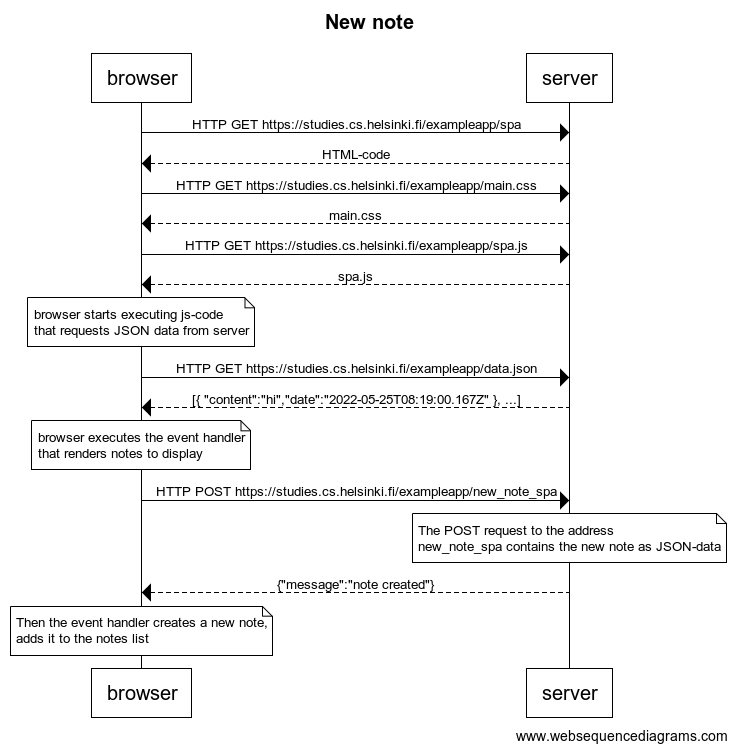 New note
browser server
HTTP GET https://studies.cs.helsinki.fi/exampleapp/spa
HTML-code
HTTP GET https://studies.cs.helsinki.fi/exampleapp/main.css
main.css
HTTP GET https://studies.cs.helsinki.fi/exampleapp/spa.js
spa.js
browser starts executing js-code
that requests JSON data from server
HTTP GET https://studies.cs.helsinki.fi/exampleapp/data.json
[{ "content":"hi","date":"2022-05-25T08:19:00.167Z" }, ...]
browser executes the event handler
that renders notes to display
HTTP POST https://studies.cs.helsinki.fi/exampleapp/new_note_spa
The POST request to the address
new_note_spa contains the new note as JSON-data
{"message":"note created"}
Then the event handler creates a new note,
adds it to the notes list
browser server
www.websequencediagrams.com